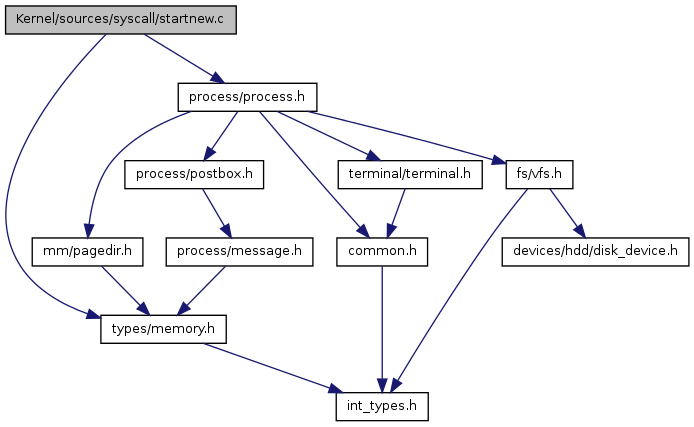 Kernel/sources/syscall/startnew.c
process/process.h
process/postbox.h
terminal/terminal.h
fs/vfs.h
mm/pagedir.h
process/message.h
common.h
devices/hdd/disk_device.h
types/memory.h
int_types.h